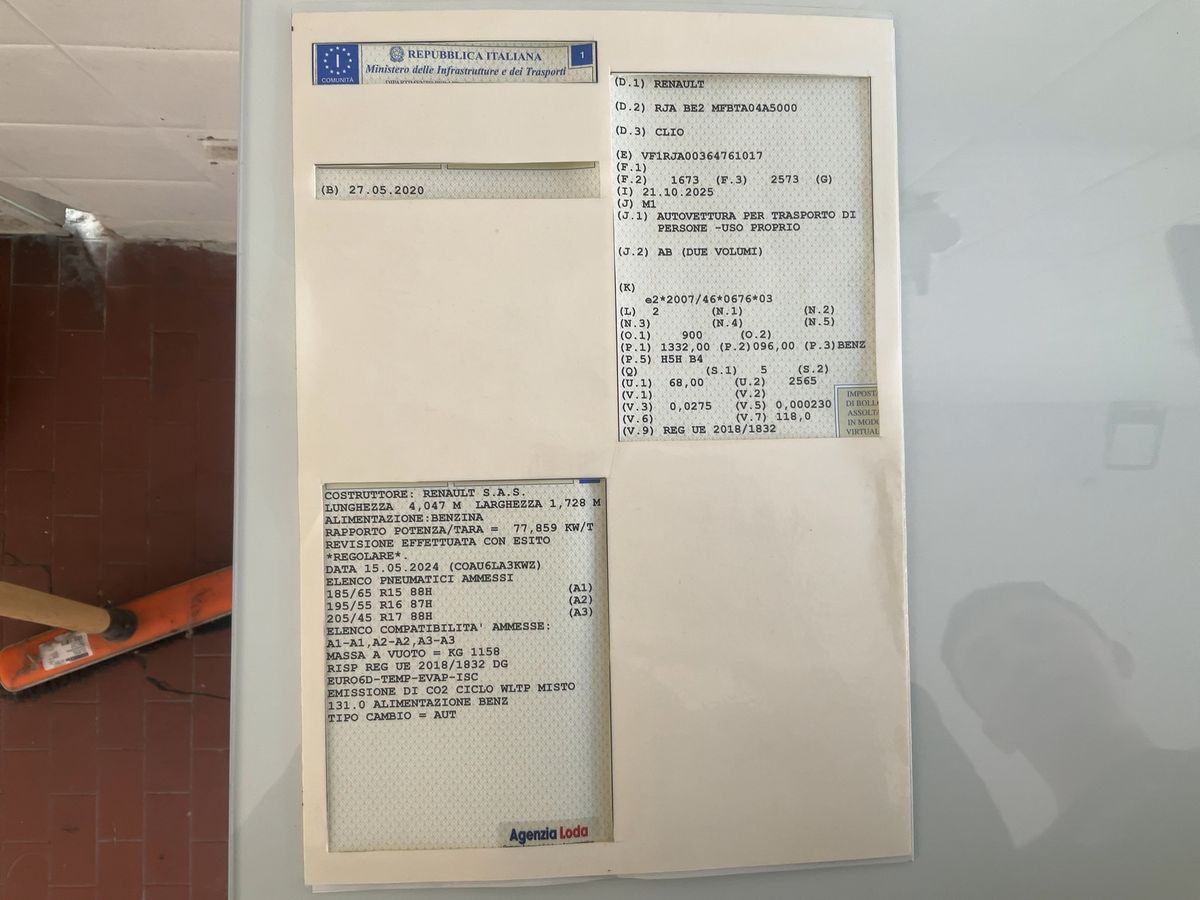 I
COMUNITÀ
REPUBBLICA ITALIANA
Ministero delle Infrastrutture e dei Trasporti
1
(B) 27.05.2020
(D.1) RENAULT
(D.2) RJA BE2 MFBTA04A5000
(D.3) CLIO
(E) VF1RJA00364761017
(F.1)
(F.2) 1673 (F.3) 2573 (G)
(I) 21.10.2025
(J) M1
(J.1) AUTOVETTURA PER TRASPORTO DI
PERSONE -USO PROPRIO
(J.2) AB (DUE VOLUMI)
(K)
e2*2007/46*0676*03
(L) 2 (N.1) (N.2)
(N.3) (N.4) (N.5)
(O.1) 900 (O.2)
(P.1) 1332,00 (P.2)096,00 (P.3)BENZ
(P.5) H5H B4
(Q) (S.1) 5 (S.2)
(U.1) 68,00 (U.2) 2565
(V.1) (V.2)
(V.3) 0,0275 (V.5) 0,000230
(V.6) (V.7) 118,0
(V.9) REG UE 2018/1832
IMPOST
DI BOLL
ASSOLT
IN MODO
VIRTUAL
COSTRUTTORE: RENAULT S.A.S.
LUNGHEZZA 4,047 M LARGHEZZA 1,728 M
ALIMENTAZIONE:BENZINA
RAPPORTO POTENZA/TARA = 77,859 KW/T
REVISIONE EFFETTUATA CON ESITO
*REGOLARE*.
DATA 15.05.2024 (COAU6LA3KWZ)
ELENCO PNEUMATICI AMMESSI
185/65 R15 88H (A1)
195/55 R16 87H (A2)
205/45 R17 88H (A3)
ELENCO COMPATIBILITA' AMMESSE:
A1-A1,A2-A2,A3-A3
MASSA A VUOTO = KG 1158
RISP REG UE 2018/1832 DG
EURO6D-TEMP-EVAP-ISC
EMISSIONE DI CO2 CICLO WLTP MISTO
131.0 ALIMENTAZIONE BENZ
TIPO CAMBIO = AUT
Agenzia Loda